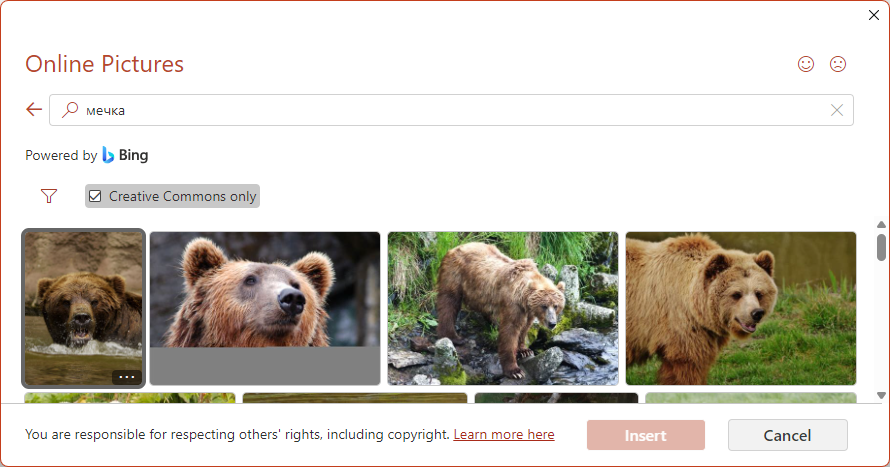 Online Pictures
мечка
Powered by Bing
Creative Commons only
You are responsible for respecting others' rights, including copyright. Learn more here
Insert
Cancel